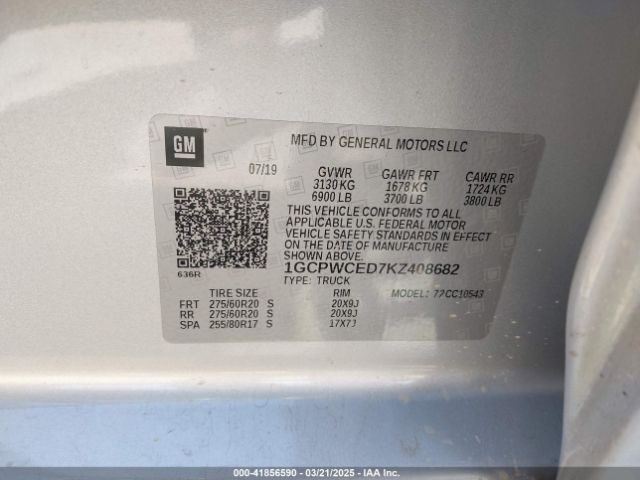 GM
MFD BY GENERAL MOTORS LLC
07/19
GVWR GAWR FRT GAWR RR
3130 KG 1678 KG 1724 KG
6900 LB 3700 LB 3800 LB
THIS VEHICLE CONFORMS TO ALL
APPLICABLE U.S. FEDERAL MOTOR
VEHICLE SAFETY STANDARDS IN EFFECT
ON THE DATE OF MANUFACTURE
SHOWN ABOVE.
636R
1GCPWCED7KZ408682
TYPE: TRUCK MODEL:
TIRE SIZE RIM
FRT 275/60R20 S 20X9J
RR 275/60R20 S 20X9J
SPA 255/80R17 S 17X7J
000-41856590 — 03/21/2025 — IAAI.COM